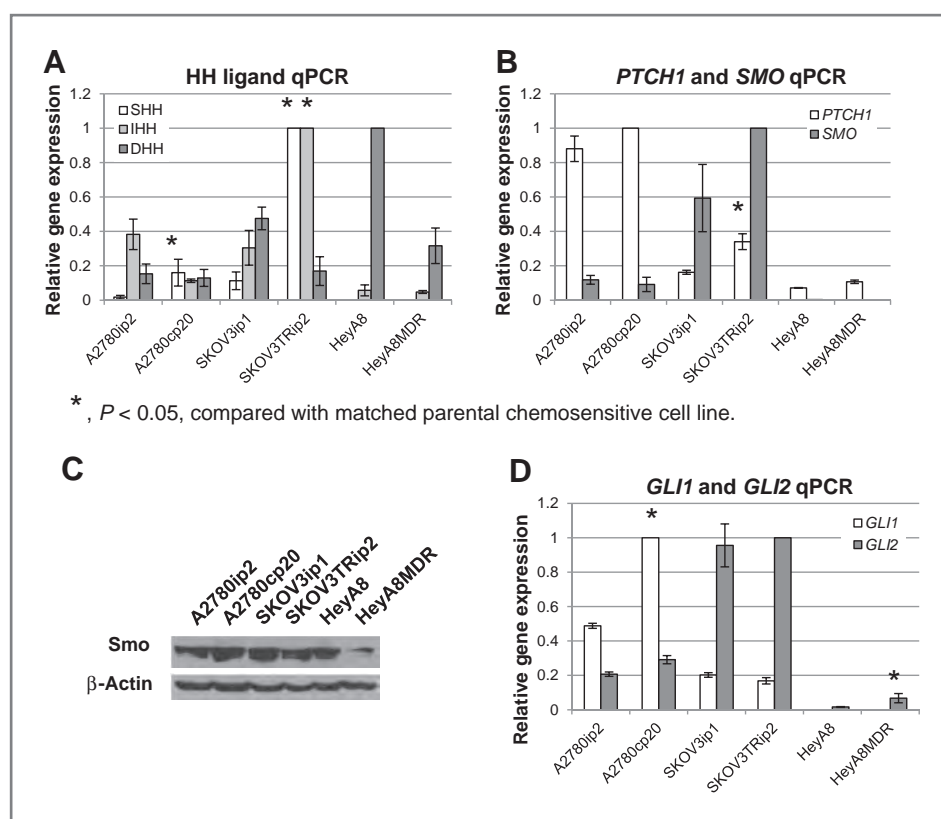 A
HH ligand qPCR
Relative gene expression
1.2
1
0.8
0.6
0.4
0.2
0
SHH
IHH
DHH
* *
*
A2780ip2
A2780cp20
SKOV3ip1
SKOV3TRip2
HeyA8
HeyA8MDR
B
PTCH1 and SMO qPCR
Relative gene expression
1.2
1
0.8
0.6
0.4
0.2
0
PTCH1
SMO
*
A2780ip2
A2780cp20
SKOV3ip1
SKOV3TRip2
HeyA8
HeyA8MDR
*, P < 0.05, compared with matched parental chemosensitive cell line.
C
A2780ip2
A2780cp20
SKOV3ip1
SKOV3TRip2
HeyA8
HeyA8MDR
Smo
β-Actin
D
GLI1 and GLI2 qPCR
Relative gene expression
1.2
1
0.8
0.6
0.4
0.2
0
GLI1
GLI2
*
*
A2780ip2
A2780cp20
SKOV3ip1
SKOV3TRip2
HeyA8
HeyA8MDR